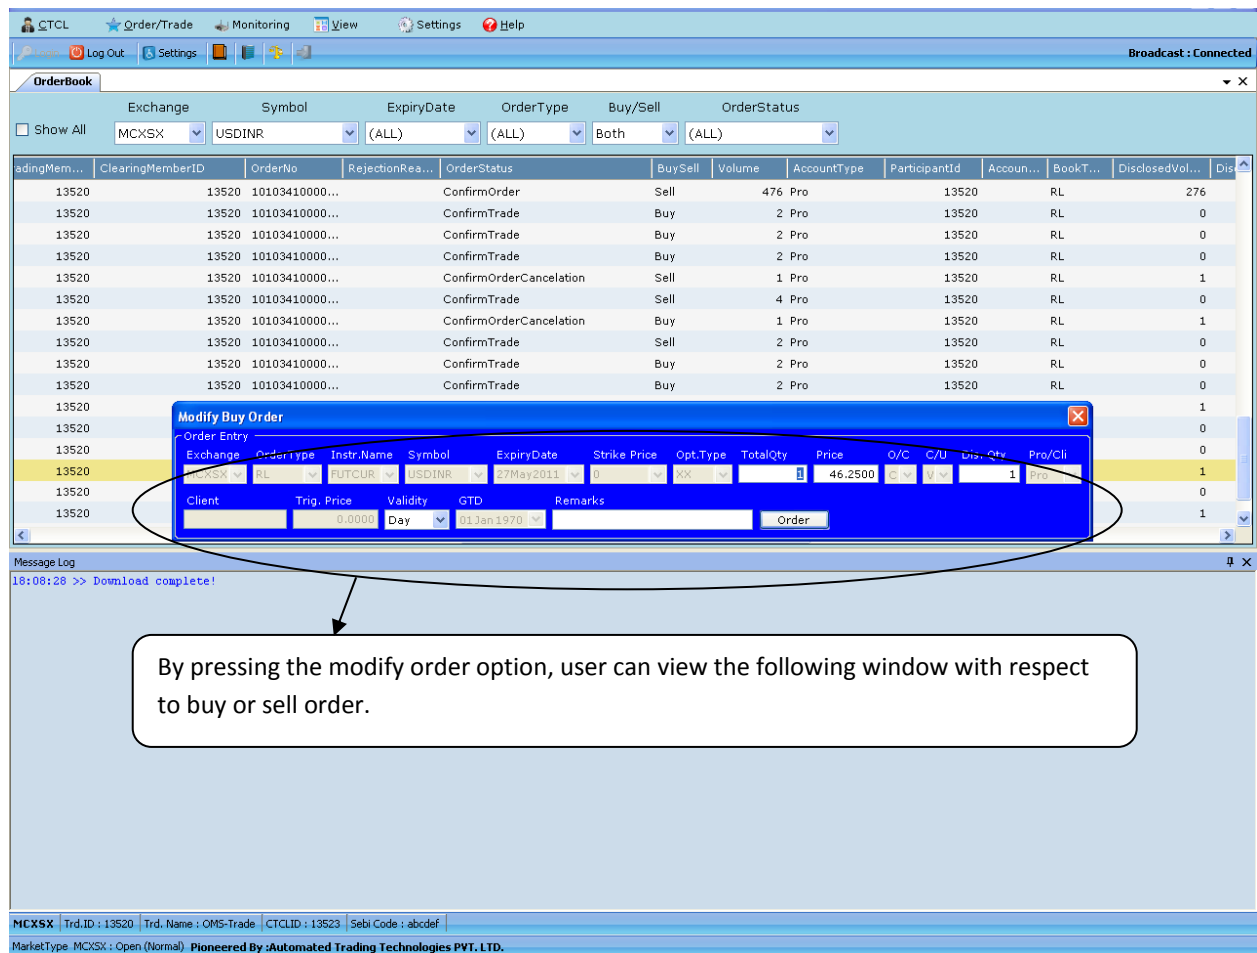 CTCL Order/Trade Monitoring View Settings Help
Log Out Settings Broadcast : Connected
OrderBook
Exchange Symbol ExpiryDate OrderType Buy/Sell OrderStatus
Show All MCXSX USDINR (ALL) (ALL) Both (ALL)
adingMem... ClearingMemberID OrderNo RejectionRea... OrderStatus BuySell Volume AccountType ParticipantId Accoun... BookT... DisclosedVol... Dis
13520 13520 10103410000... ConfirmOrder Sell 476 Pro 13520 RL 276
13520 13520 10103410000... ConfirmTrade Buy 2 Pro 13520 RL 0
13520 13520 10103410000... ConfirmTrade Buy 2 Pro 13520 RL 0
13520 13520 10103410000... ConfirmTrade Buy 2 Pro 13520 RL 0
13520 13520 10103410000... ConfirmOrderCancelation Sell 1 Pro 13520 RL 1
13520 13520 10103410000... ConfirmTrade Sell 4 Pro 13520 RL 0
13520 13520 10103410000... ConfirmOrderCancelation Buy 1 Pro 13520 RL 1
13520 13520 10103410000... ConfirmTrade Sell 2 Pro 13520 RL 0
13520 13520 10103410000... ConfirmTrade Buy 2 Pro 13520 RL 0
13520 13520 10103410000... ConfirmTrade Buy 2 Pro 13520 RL 0
13520 1
13520 0
13520 0
13520 1
13520 0
13520 1
Modify Buy Order
Order Entry
Exchange OrderType Instr.Name Symbol ExpiryDate Strike Price Opt.Type TotalQty Price O/C C/U Dis. Qty Pro/Cli
MCXSX RL FUTCUR USDINR 27May2011 0 XX 1 46.2500 C V 1 Pro
Client Trig. Price Validity GTD Remarks
0.0000 Day 01Jan1970 Order
Message Log
18:08:28 >> Download complete!
By pressing the modify order option, user can view the following window with respect
to buy or sell order.
MCXSX Trd.ID : 13520 Trd. Name : OMS-Trade CTCLID : 13523 Sebi Code : abcdef
MarketType MCXSX : Open (Normal) Pioneered By :Automated Trading Technologies PVT. LTD.